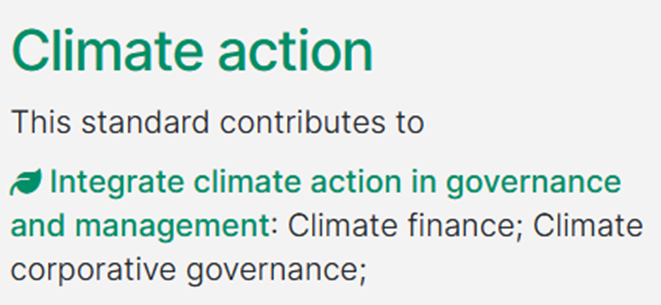 Climate action
This standard contributes to
Integrate climate action in governance
and management: Climate finance; Climate
corporative governance;